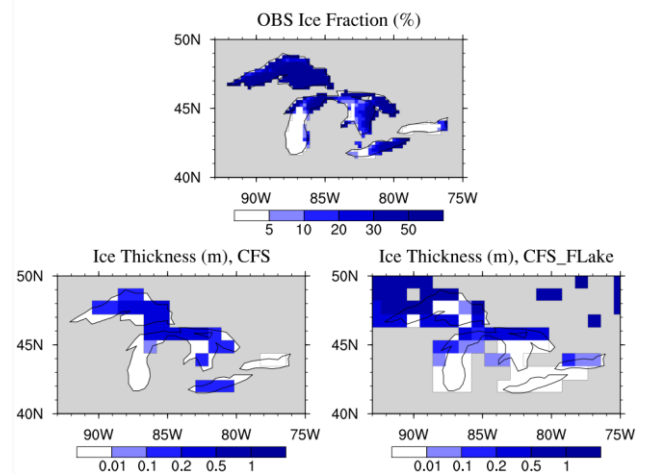 OBS Ice Fraction (%)
50N
45N
40N
90W 85W 80W 75W
5 10 20 30 50
Ice Thickness (m), CFS
50N
45N
40N
90W 85W 80W 75W
0.01 0.1 0.2 0.5 1
Ice Thickness (m), CFS_FLake
50N
45N
40N
90W 85W 80W 75W
0.01 0.1 0.2 0.5 1